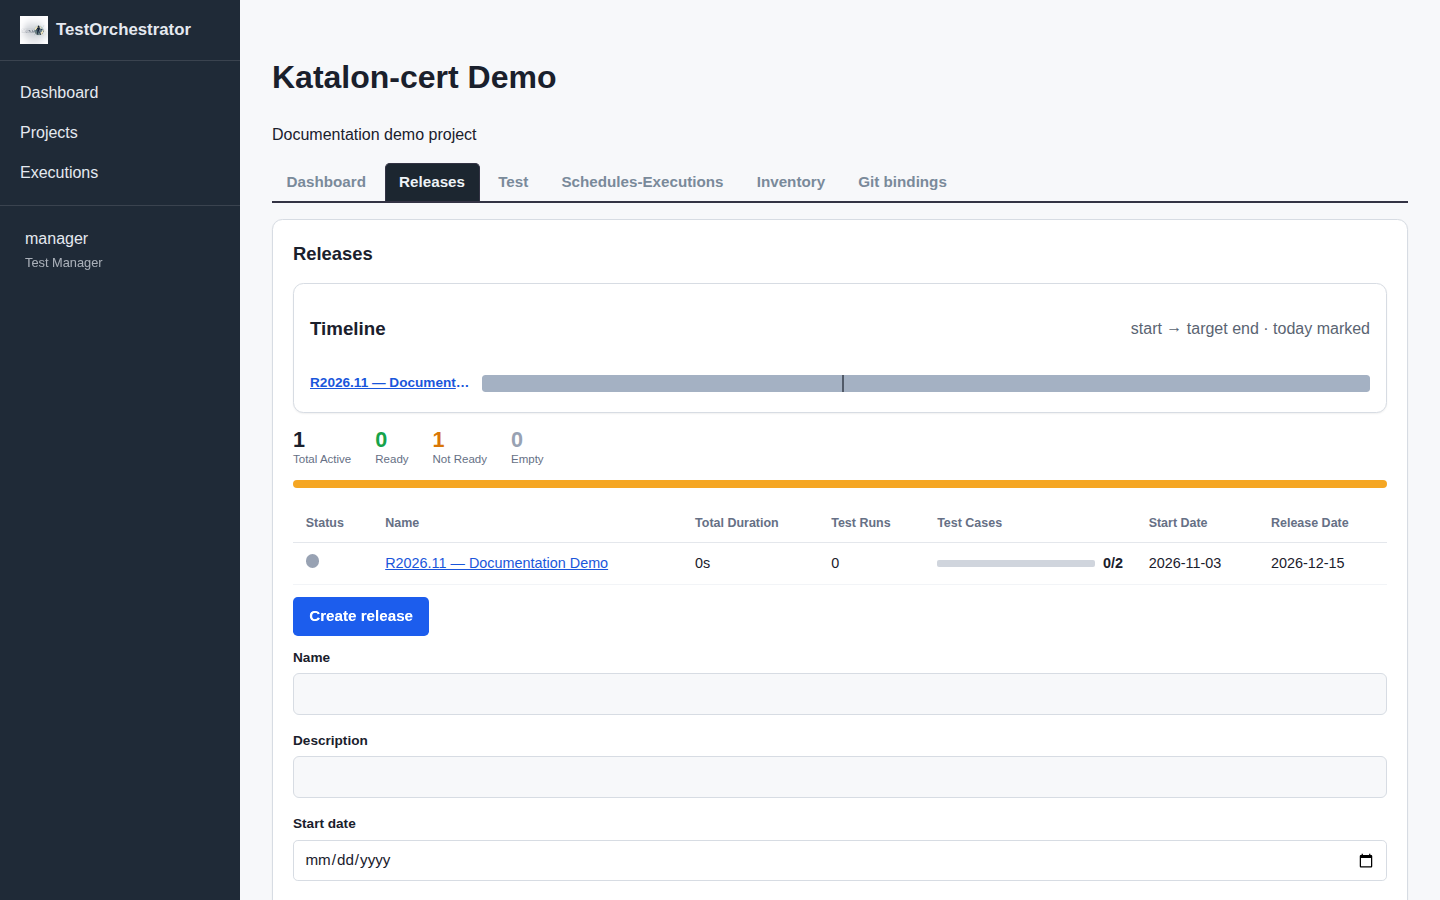 TestOrchestrator
Dashboard
Projects
Executions
manager
Test Manager
Katalon-cert Demo
Documentation demo project
Dashboard Releases Test Schedules-Executions Inventory Git bindings
Releases
Timeline
start → target end · today marked
R2026.11 — Document…
1 0 1 0
Total Active Ready Not Ready Empty
Status Name Total Duration Test Runs Test Cases Start Date Release Date
R2026.11 — Documentation Demo 0s 0 0/2 2026-11-03 2026-12-15
Create release
Name
Description
Start date
mm/dd/yyyy